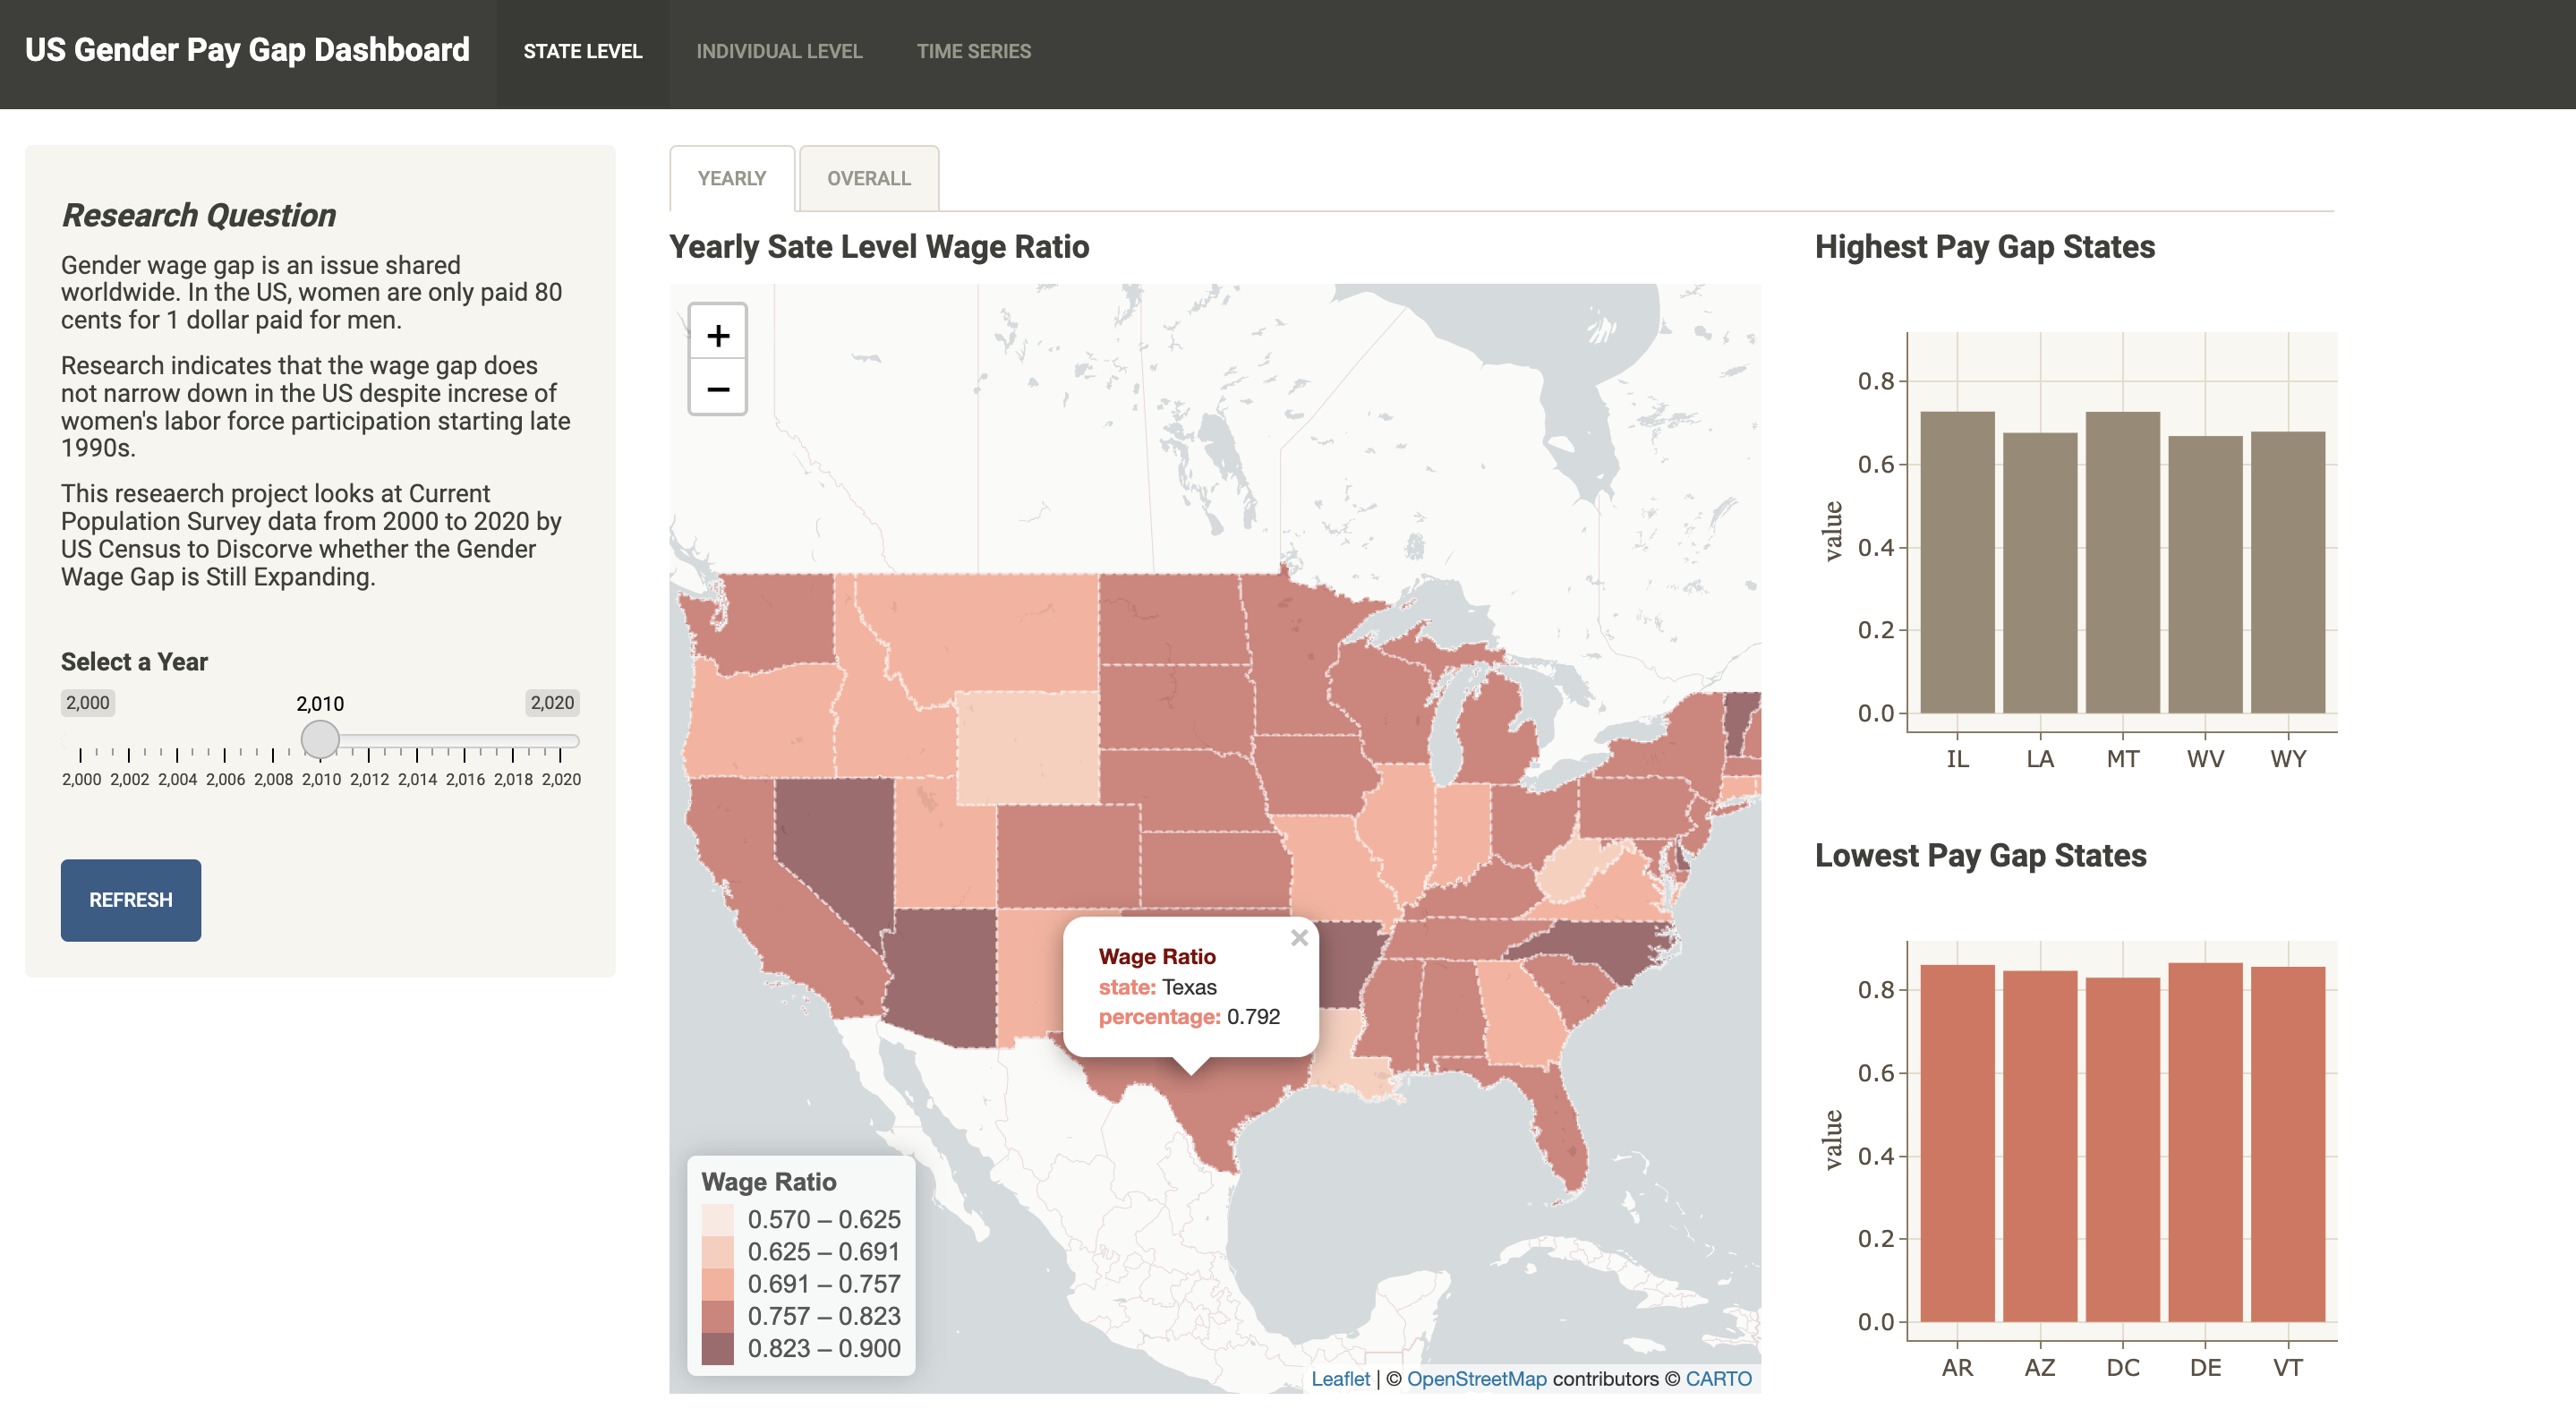 US Gender Pay Gap Dashboard
STATE LEVEL
INDIVIDUAL LEVEL
TIME SERIES
Research Question
Gender wage gap is an issue shared
worldwide. In the US, women are only paid 80
cents for 1 dollar paid for men.
Research indicates that the wage gap does
not narrow down in the US despite increse of
women's labor force participation starting late
1990s.
This reseaerch project looks at Current
Population Survey data from 2000 to 2020 by
US Census to Discorve whether the Gender
Wage Gap is Still Expanding.
Select a Year
2,000
2,010
2,020
2,000 2,002 2,004 2,006 2,008 2,010 2,012 2,014 2,016 2,018 2,020
REFRESH
YEARLY
OVERALL
Yearly Sate Level Wage Ratio
+
−
Wage Ratio
state: Texas
percentage: 0.792
×
Wage Ratio
0.570 – 0.625
0.625 – 0.691
0.691 – 0.757
0.757 – 0.823
0.823 – 0.900
Leaflet | © OpenStreetMap contributors © CARTO
Highest Pay Gap States
value
0.8
0.6
0.4
0.2
0.0
IL LA MT WV WY
Lowest Pay Gap States
value
0.8
0.6
0.4
0.2
0.0
AR AZ DC DE VT